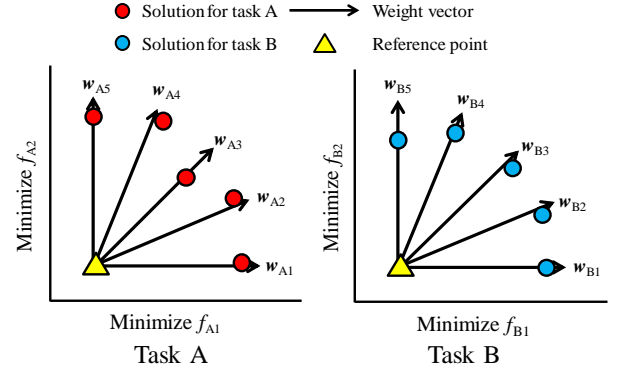 Solution for task A Weight vector
Solution for task B Reference point
wA5 wA4 wA3 wA2 wA1
Minimize fA2
Minimize fA1
Task A
wB5 wB4 wB3 wB2 wB1
Minimize fB2
Minimize fB1
Task B